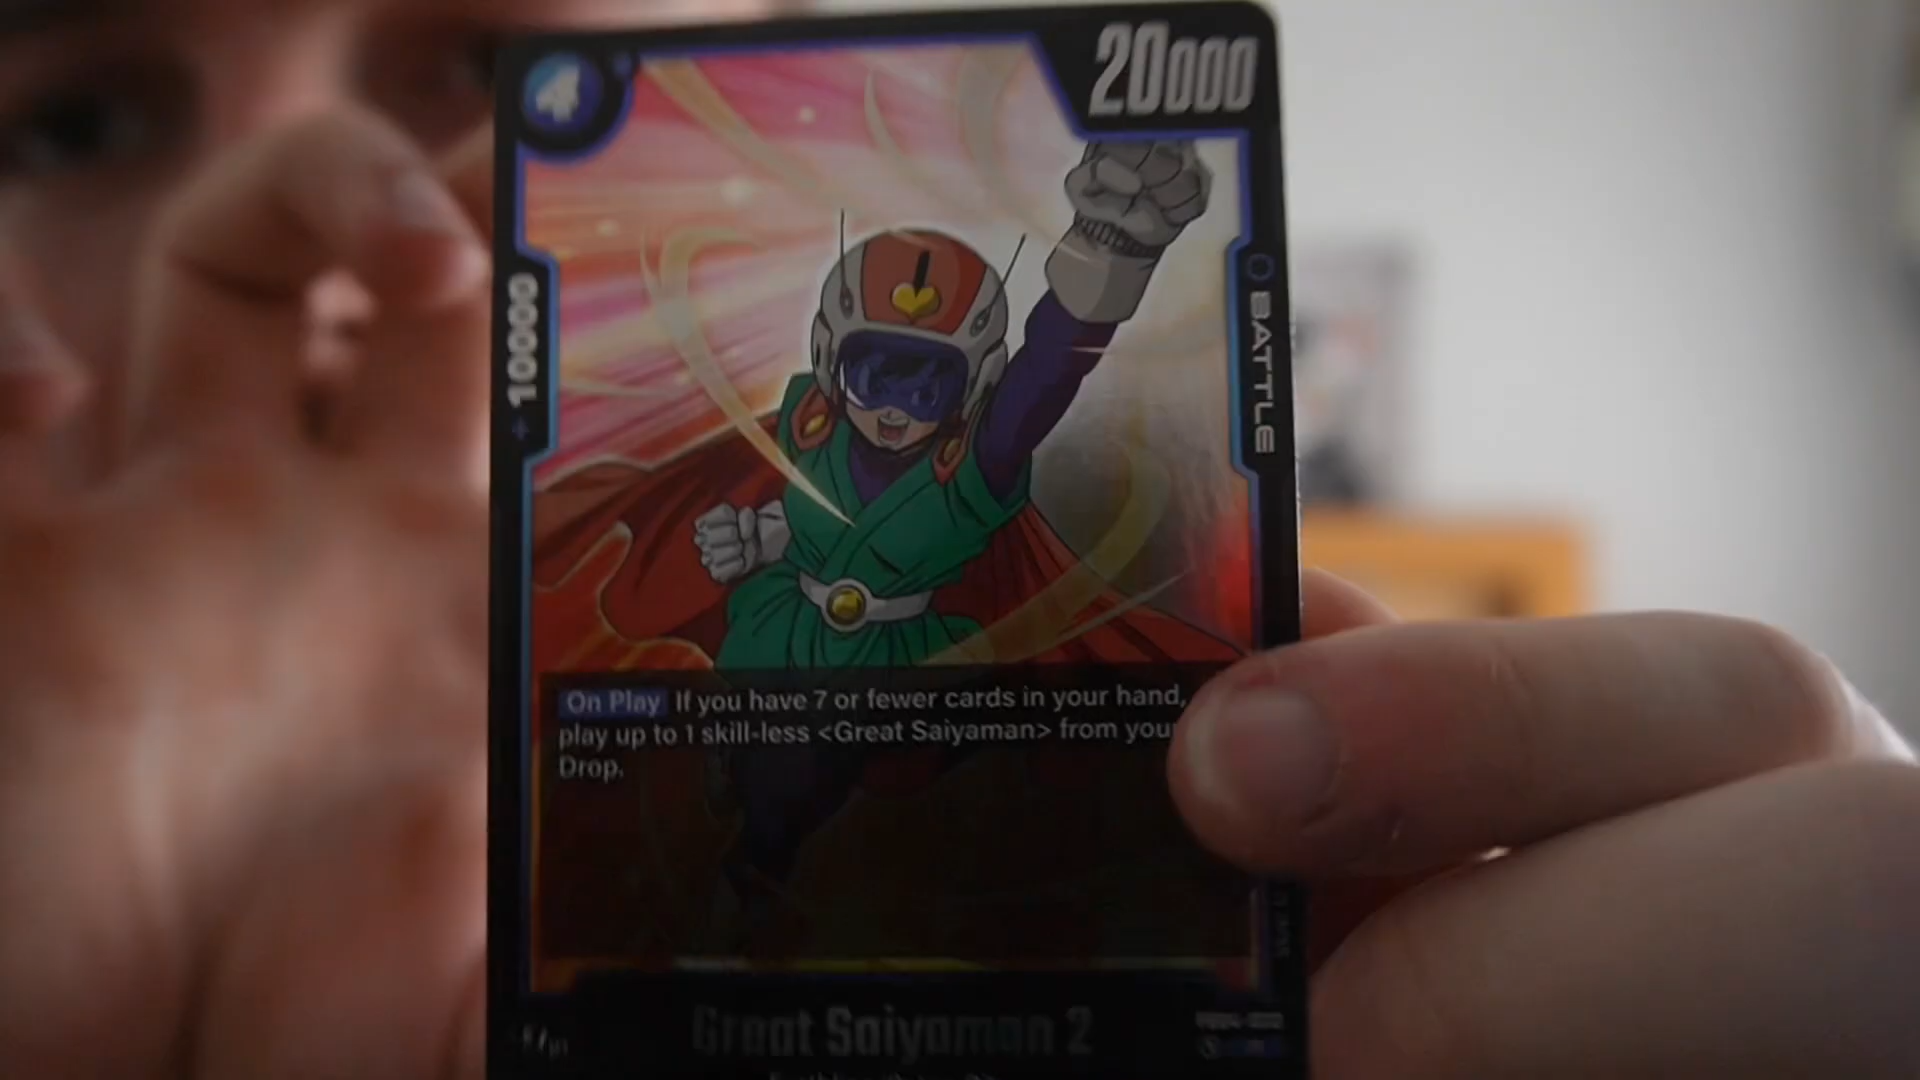 4
20000
+10000
BATTLE
On Play If you have 7 or fewer cards in your hand,
play up to 1 skill-less <Great Saiyaman> from you
Drop.
Great Saiyaman 2